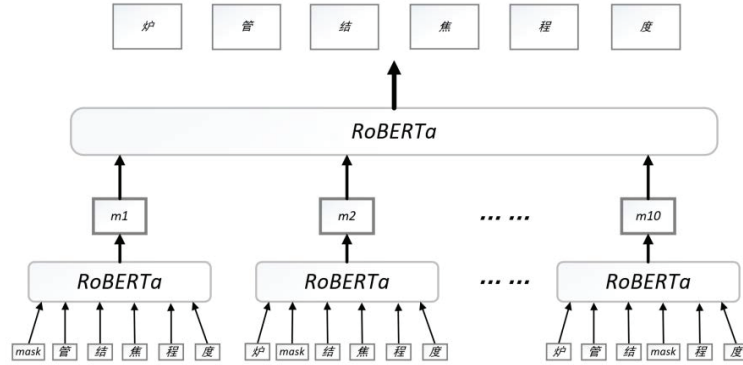 炉 管 结 焦 程 度
RoBERTa
m1 m2 ... ... m10
RoBERTa RoBERTa ... ... RoBERTa
mask 管 结 焦 程 度 炉 mask 结 焦 程 度 炉 管 结 mask 程 度